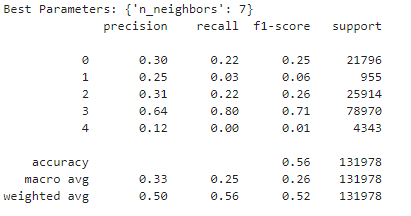 Best Parameters: {'n_neighbors': 7}
precision recall f1-score support
0 0.30 0.22 0.25 21796
1 0.25 0.03 0.06 955
2 0.31 0.22 0.26 25914
3 0.64 0.80 0.71 78970
4 0.12 0.00 0.01 4343
accuracy 0.56 131978
macro avg 0.33 0.25 0.26 131978
weighted avg 0.50 0.56 0.52 131978